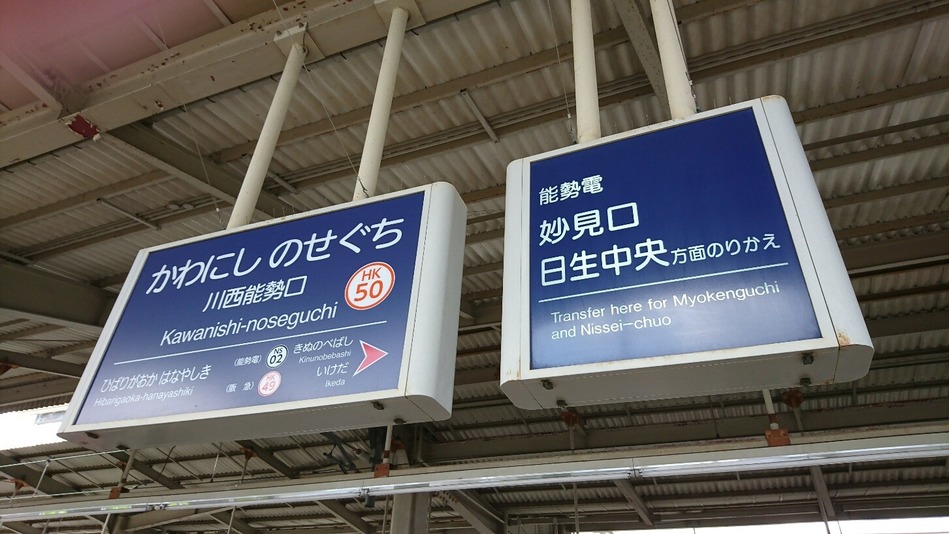 かわにし のせぐち
川西能勢口
HK
50
Kawanishi-noseguchi
ひばりがおか はなやしき
Hibarigaoka-hanayashiki
(能勢電) NS 02 きぬのべばし
Kinunobebashi
(阪 急) HK 49 いけだ
Ikeda
能勢電
妙見口
日生中央方面のりかえ
Transfer here for Myokenguchi
and Nissei-chuo